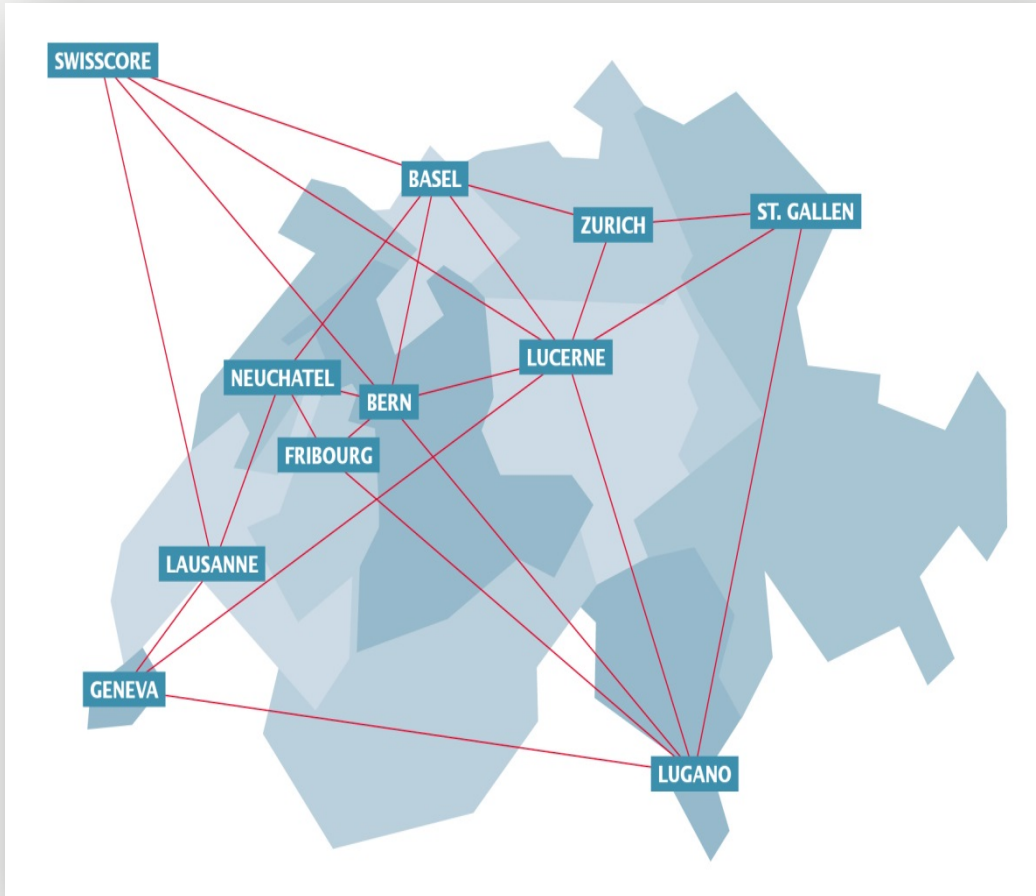 SWISSCORE
BASEL
ZURICH
ST. GALLEN
LUCERNE
NEUCHATEL
BERN
FRIBOURG
LAUSANNE
GENEVA
LUGANO